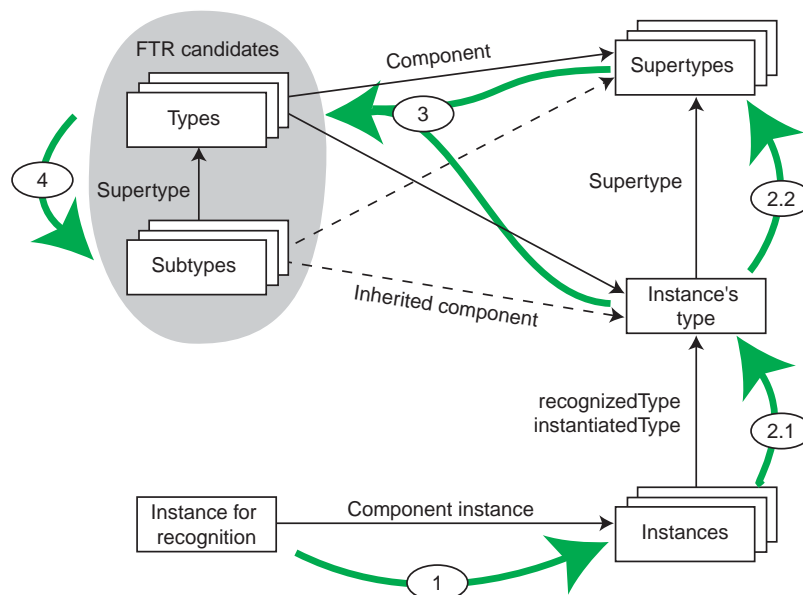 FTR candidates
Component
Supertypes
Types
3
4
Supertype
Supertype
2.2
Subtypes
Inherited component
Instance's
type
recognizedType
instantiatedType
2.1
Instance for
recognition
Component instance
Instances
1